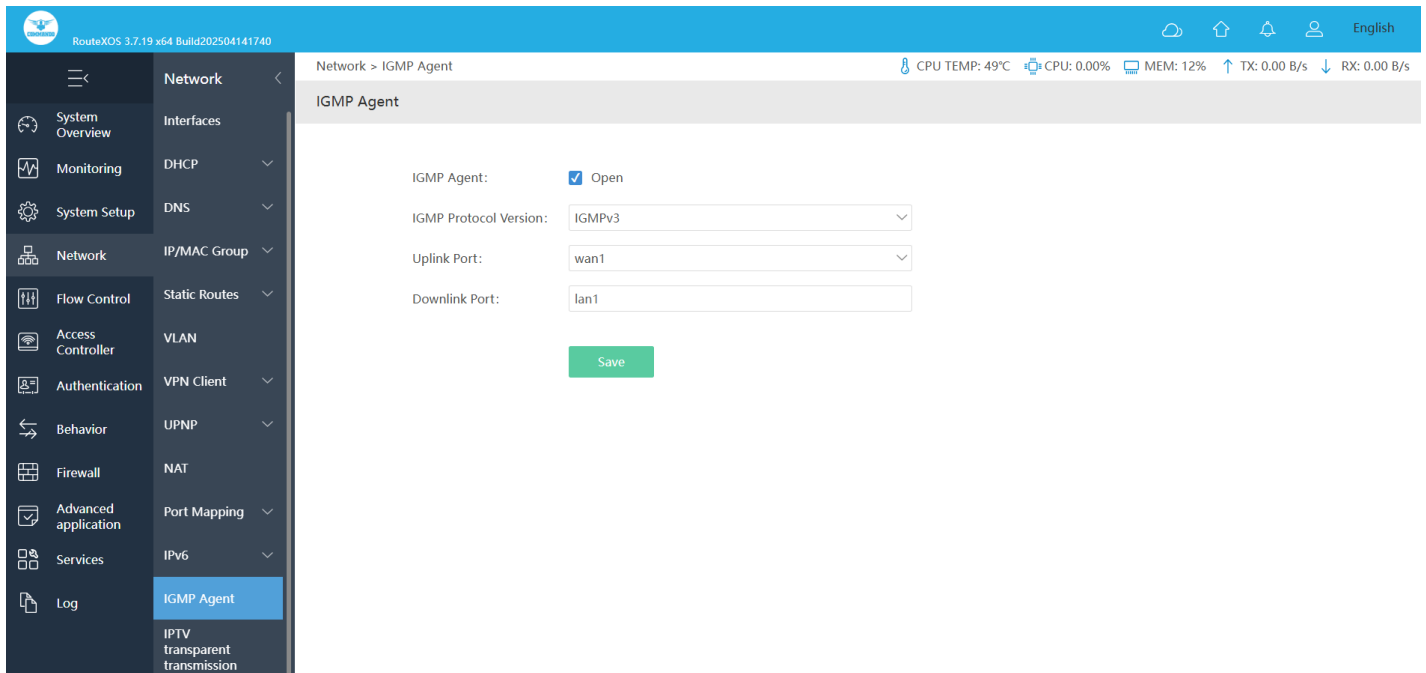 COMMANDO
RouteXOS 3.7.19 x64 Build202504141740
English
Network > IGMP Agent
CPU TEMP: 49℃ CPU: 0.00% MEM: 12% TX: 0.00 B/s RX: 0.00 B/s
IGMP Agent
System
Overview
Monitoring
System Setup
Network
Flow Control
Access
Controller
Authentication
Behavior
Firewall
Advanced
application
Services
Log
Network
Interfaces
DHCP
DNS
IP/MAC Group
Static Routes
VLAN
VPN Client
UPNP
NAT
Port Mapping
IPv6
IGMP Agent
IPTV
transparent
transmission
IGMP Agent: Open
IGMP Protocol Version: IGMPv3
Uplink Port: wan1
Downlink Port: lan1
Save